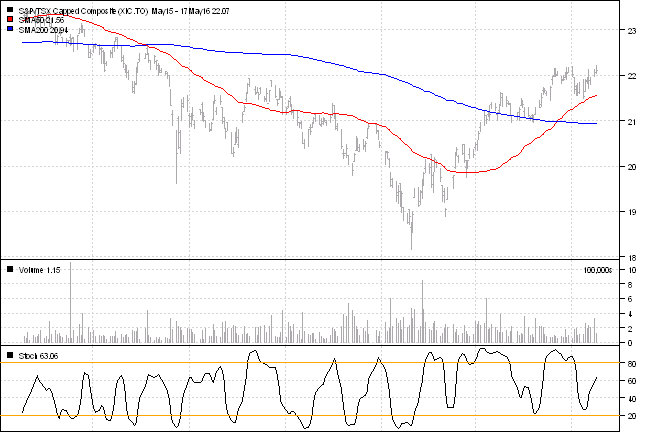 S&P/TSX Capped Composite (XIC.TO) May15 - 17May16 22.07
SMA50 21.56
SMA200 20.94
23
22
21
20
19
18
Volume 1.15
100,000s
10
8
6
4
2
0
Stoch 63.06
80
60
40
20
0